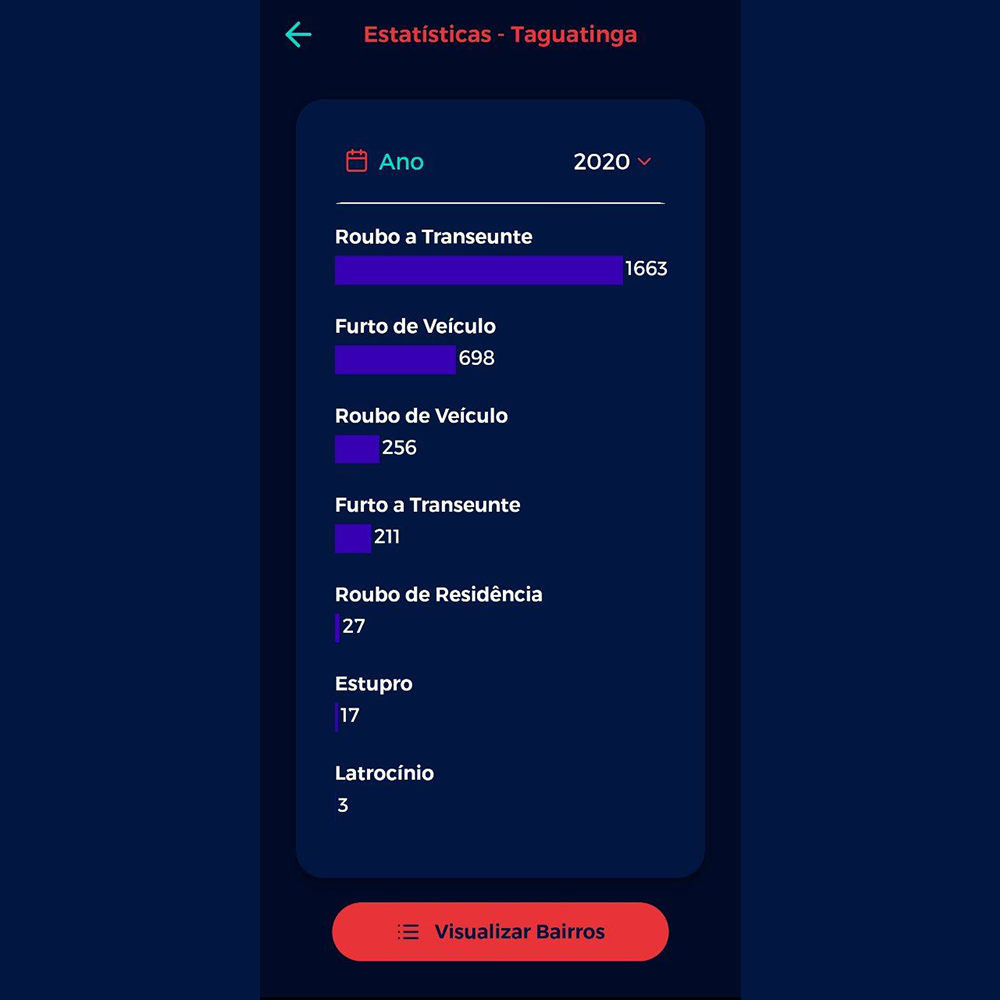 Estatísticas - Taguatinga
Ano 2020
Roubo a Transeunte
1663
Furto de Veículo
698
Roubo de Veículo
256
Furto a Transeunte
211
Roubo de Residência
27
Estupro
17
Latrocínio
3
Visualizar Bairros